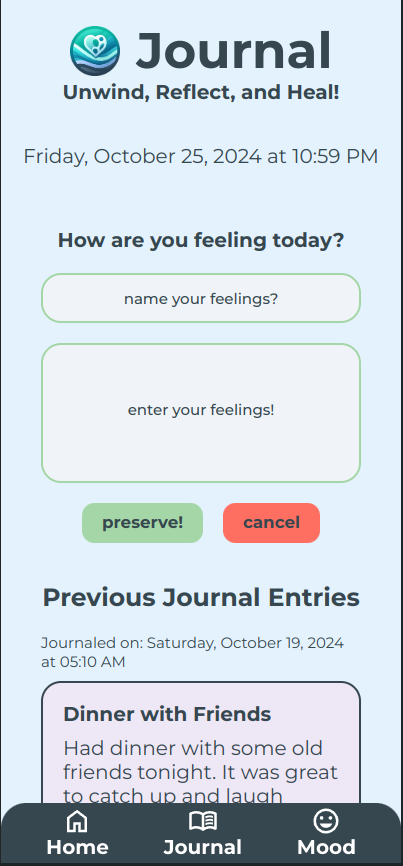 Journal
Unwind, Reflect, and Heal!
Friday, October 25, 2024 at 10:59 PM
How are you feeling today?
name your feelings?
enter your feelings!
preserve! cancel
Previous Journal Entries
Journaled on: Saturday, October 19, 2024
at 05:10 AM
Dinner with Friends
Had dinner with some old
friends tonight. It was great
to catch up and laugh
Home Journal Mood